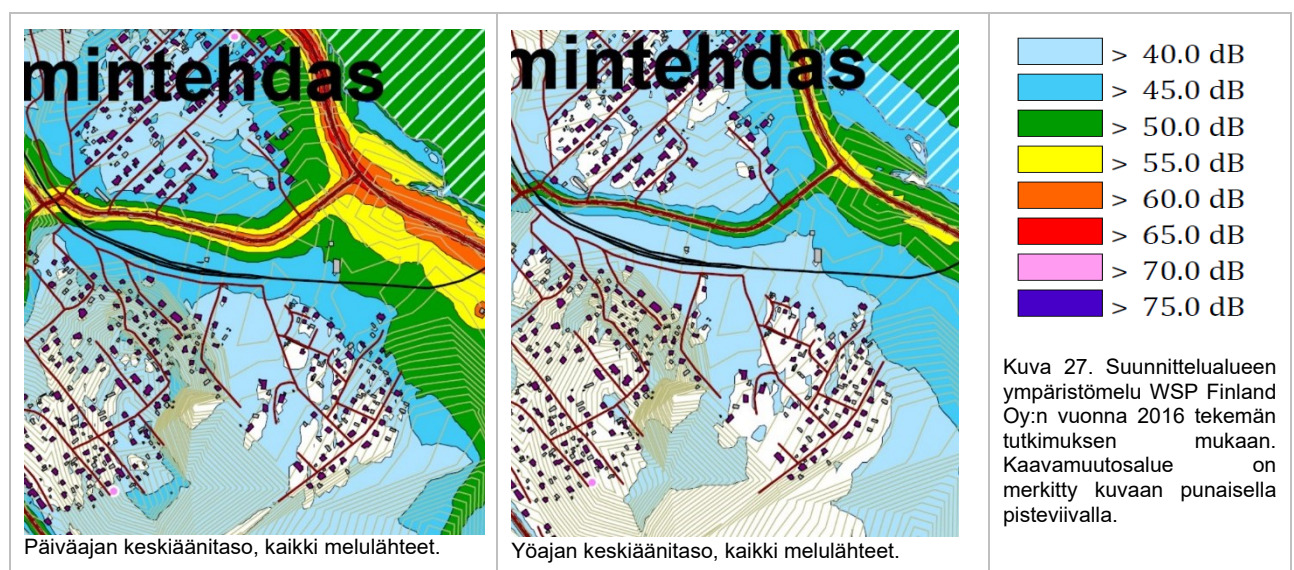 mintehdas
Päiväajan keskiäänitaso, kaikki melulähteet.
mintehdas
Yöajan keskiäänitaso, kaikki melulähteet.
> 40.0 dB
> 45.0 dB
> 50.0 dB
> 55.0 dB
> 60.0 dB
> 65.0 dB
> 70.0 dB
> 75.0 dB
Kuva 27. Suunnittelualueen
ympäristömelu WSP Finland
Oy:n vuonna 2016 tekemän
tutkimuksen mukaan.
Kaavamuutosalue on
merkitty kuvaan punaisella
pisteviivalla.